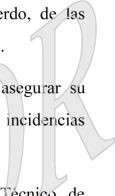 erdo, de las
.
asegurar su
incidencias
Técnico de